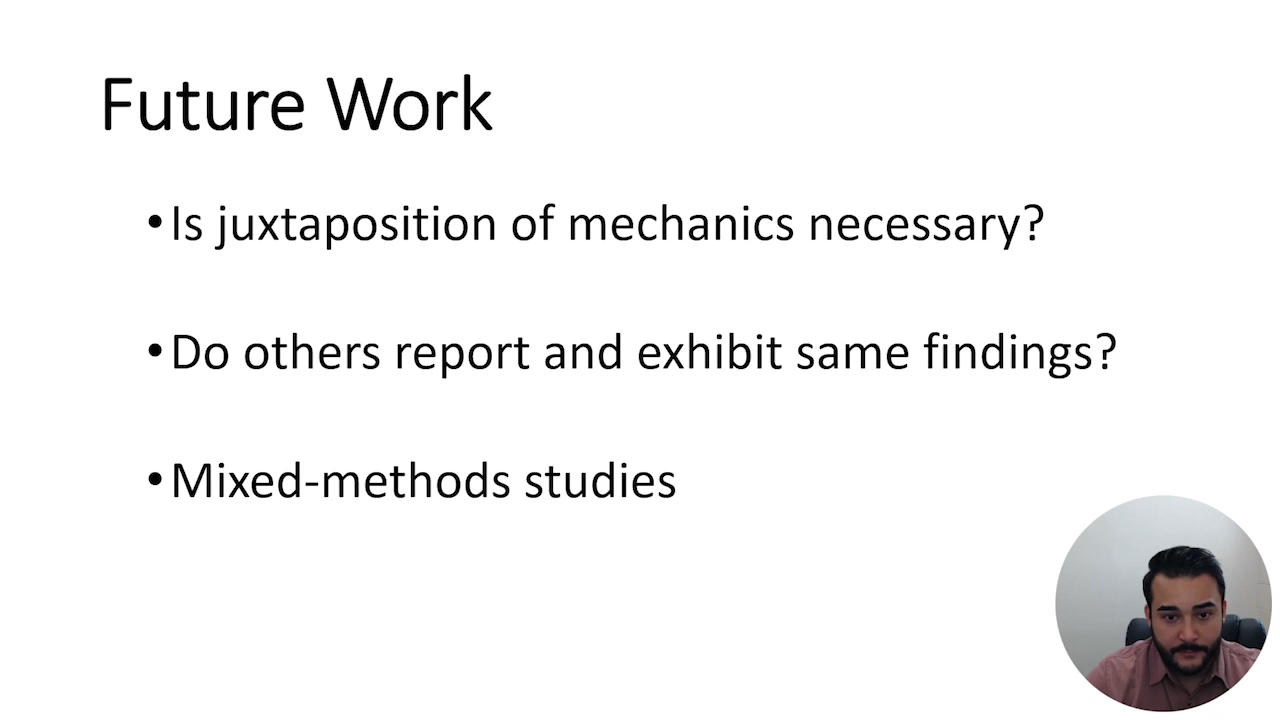 Future Work
•Is juxtaposition of mechanics necessary?
•Do others report and exhibit same findings?
•Mixed-methods studies